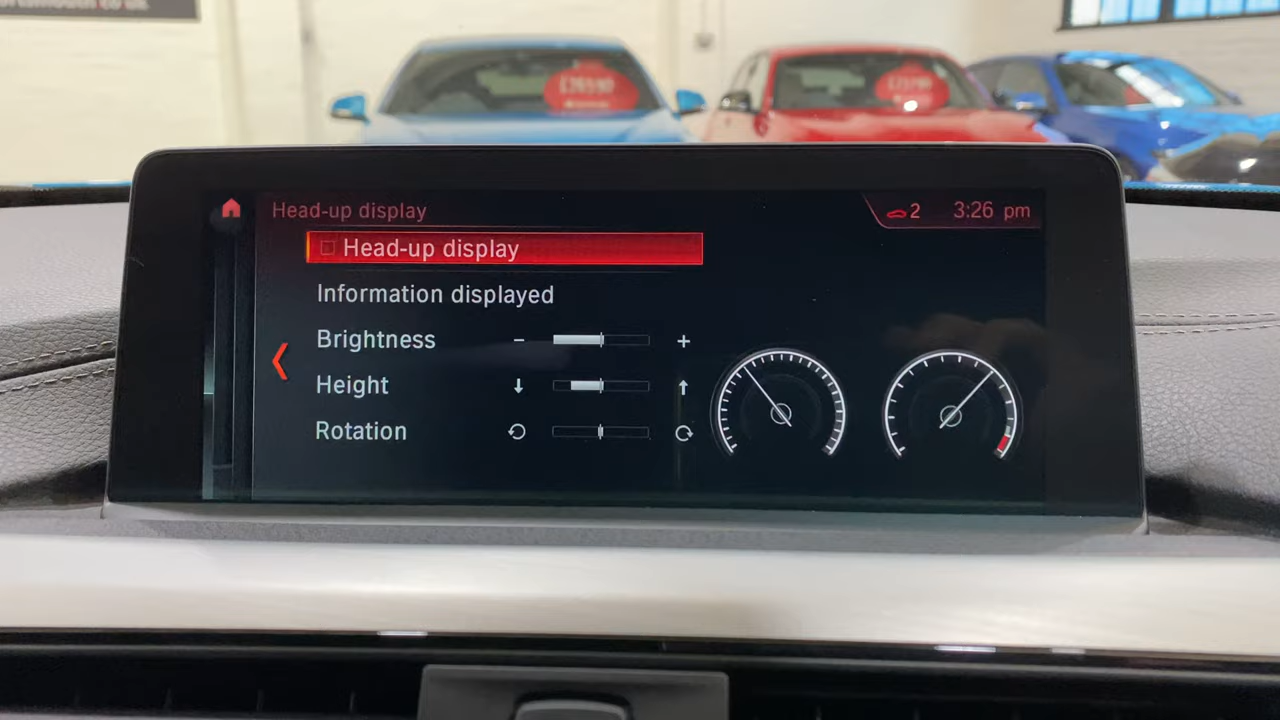 Head-up display
2 3:26 pm
Head-up display
Information displayed
Brightness - +
Height
Rotation